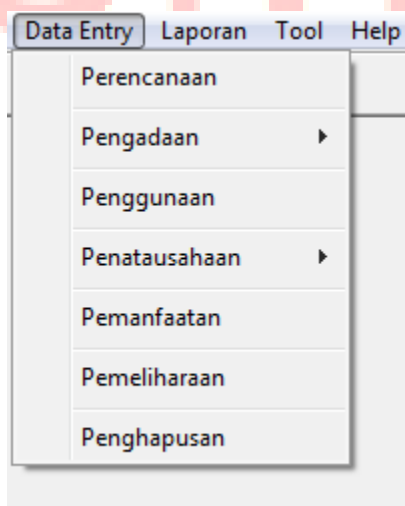 Data Entry Laporan Tool Help
Perencanaan
Pengadaan
Penggunaan
Penatausahaan
Pemanfaatan
Pemeliharaan
Penghapusan